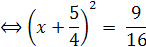 ⇔ (x + 5/4)² = 9/16